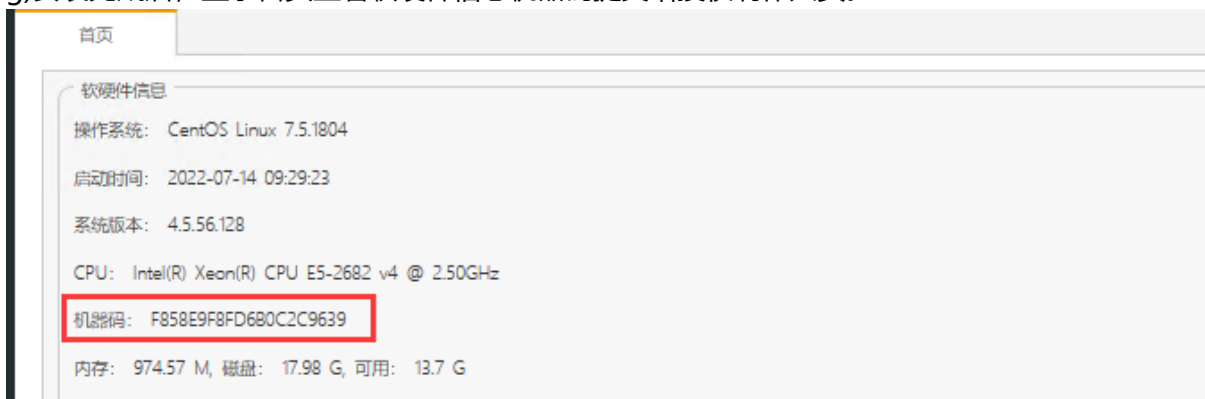 首页
软硬件信息
操作系统: CentOS Linux 7.5.1804
启动时间: 2022-07-14 09:29:23
系统版本: 4.5.56.128
CPU: Intel(R) Xeon(R) CPU E5-2682 v4 @ 2.50GHz
机器码: F858E9F8FD6B0C2C9639
内存: 974.57 M, 磁盘: 17.98 G, 可用: 13.7 G